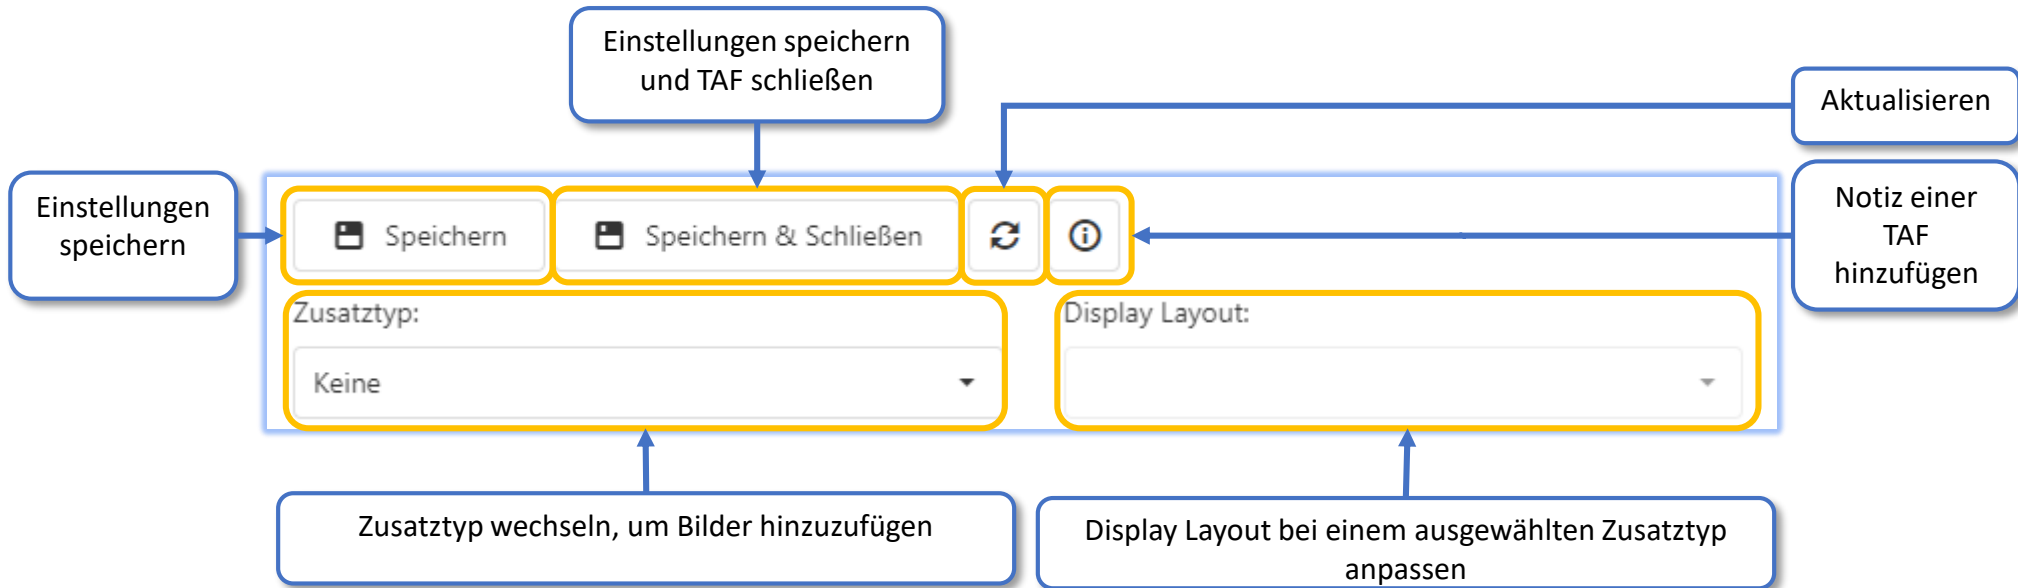 Einstellungen speichern
und TAF schließen
Aktualisieren
Einstellungen
speichern
Notiz einer
TAF
hinzufügen
Speichern
Speichern & Schließen
Zusatztyp:
Display Layout:
Keine
Zusatztyp wechseln, um Bilder hinzuzufügen
Display Layout bei einem ausgewählten Zusatztyp
anpassen